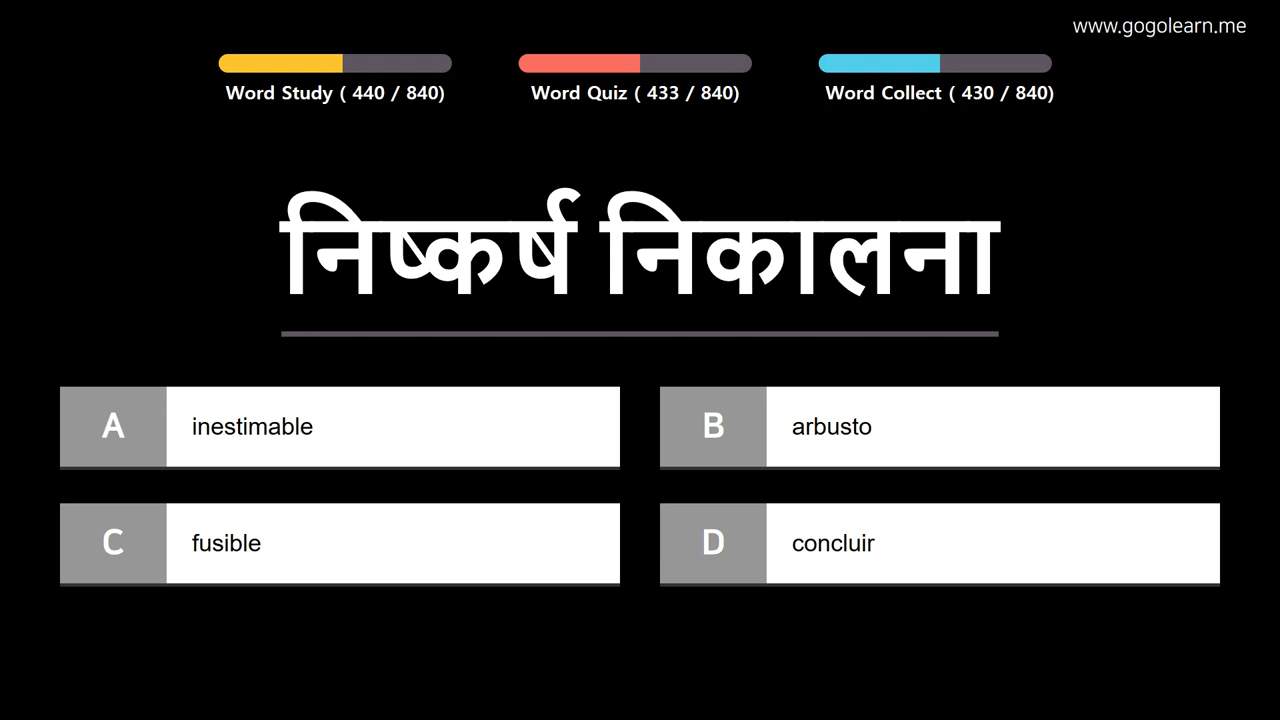 www.gogolearn.me
Word Study ( 440 / 840)
Word Quiz ( 433 / 840)
Word Collect ( 430 / 840)
निष्कर्ष निकालना
A
inestimable
B
arbusto
C
fusible
D
concluir